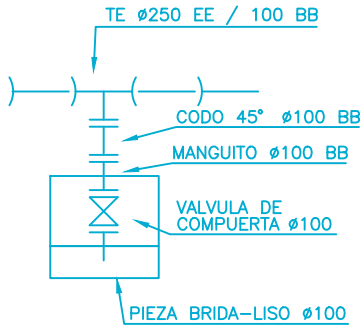 TE ø250 EE / 100 BB
CODO 45° ø100 BB
MANGUITO ø100 BB
VALVULA DE
COMPUERTA ø100
PIEZA BRIDA-LISO ø100